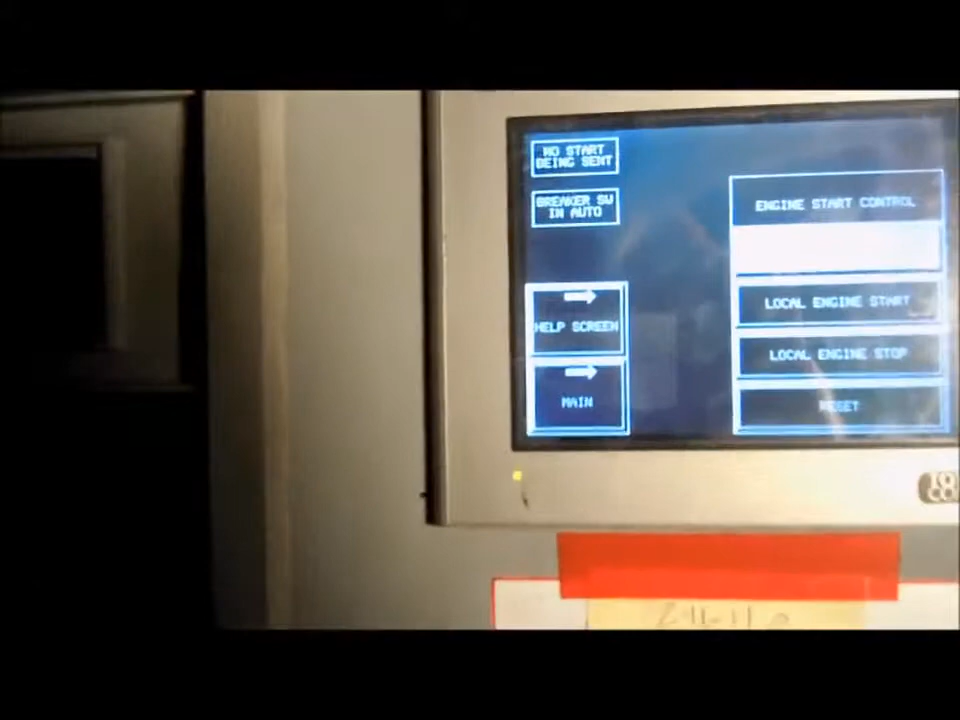 NO START
BEING SENT
BREAKER SW
IN AUTO
HELP SCREEN
MAIN
ENGINE START CONTROL
LOCAL ENGINE START
LOCAL ENGINE STOP
RESET